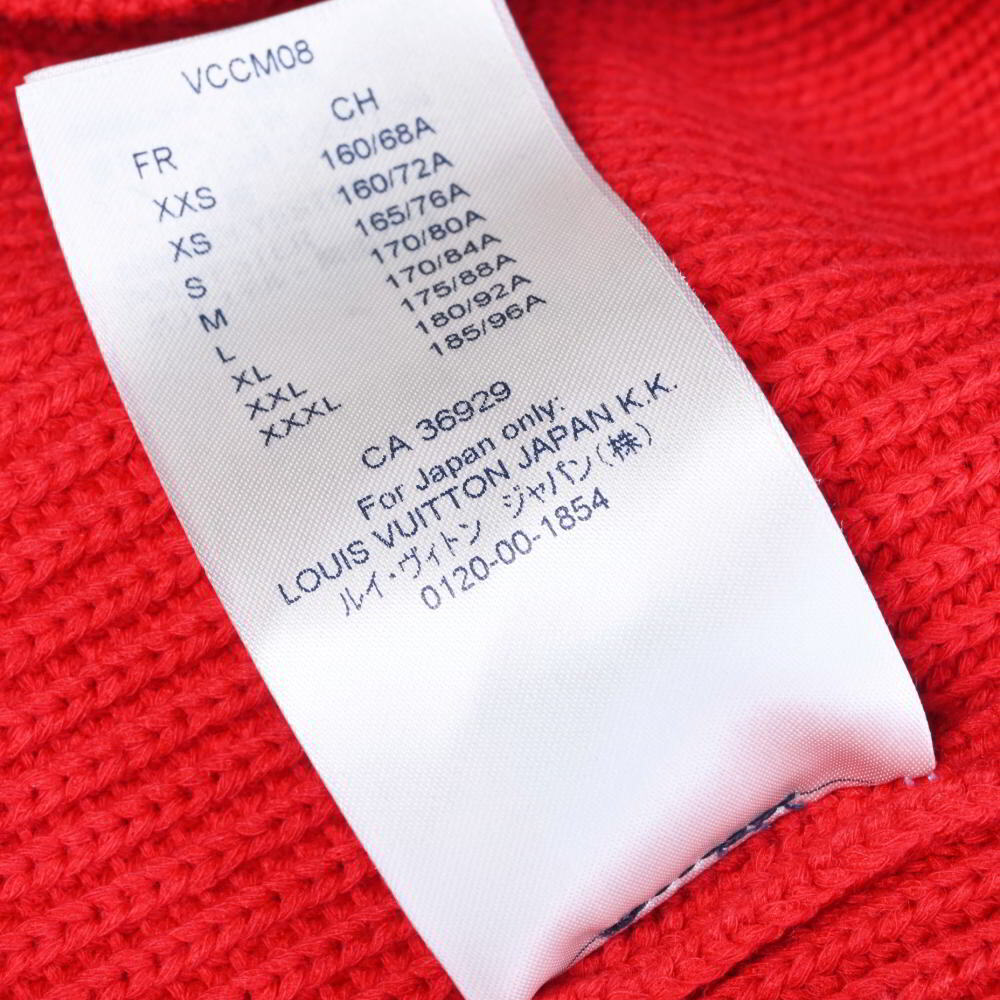 VCCM08
FR CH
XXS 160/68A
XS 160/72A
S 165/76A
M 170/80A
L 170/84A
XL 175/88A
XXL 180/92A
XXXL 185/96A
CA 36929
For Japan only:
LOUIS VUITTON JAPAN K.K.
ルイ・ヴィトン ジャパン(株)
0120-00-1854